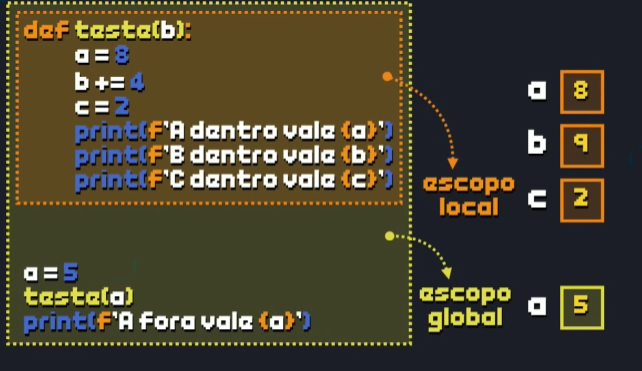 def teste(b):
a = 8
b += 4
c = 2
print(f'A dentro vale {a}')
print(f'B dentro vale {b}')
print(f'C dentro vale {c}')
a = 5
teste(a)
print(f'A fora vale {a}')
escopo
local
escopo
global
a 8
b 9
c 2
a 5